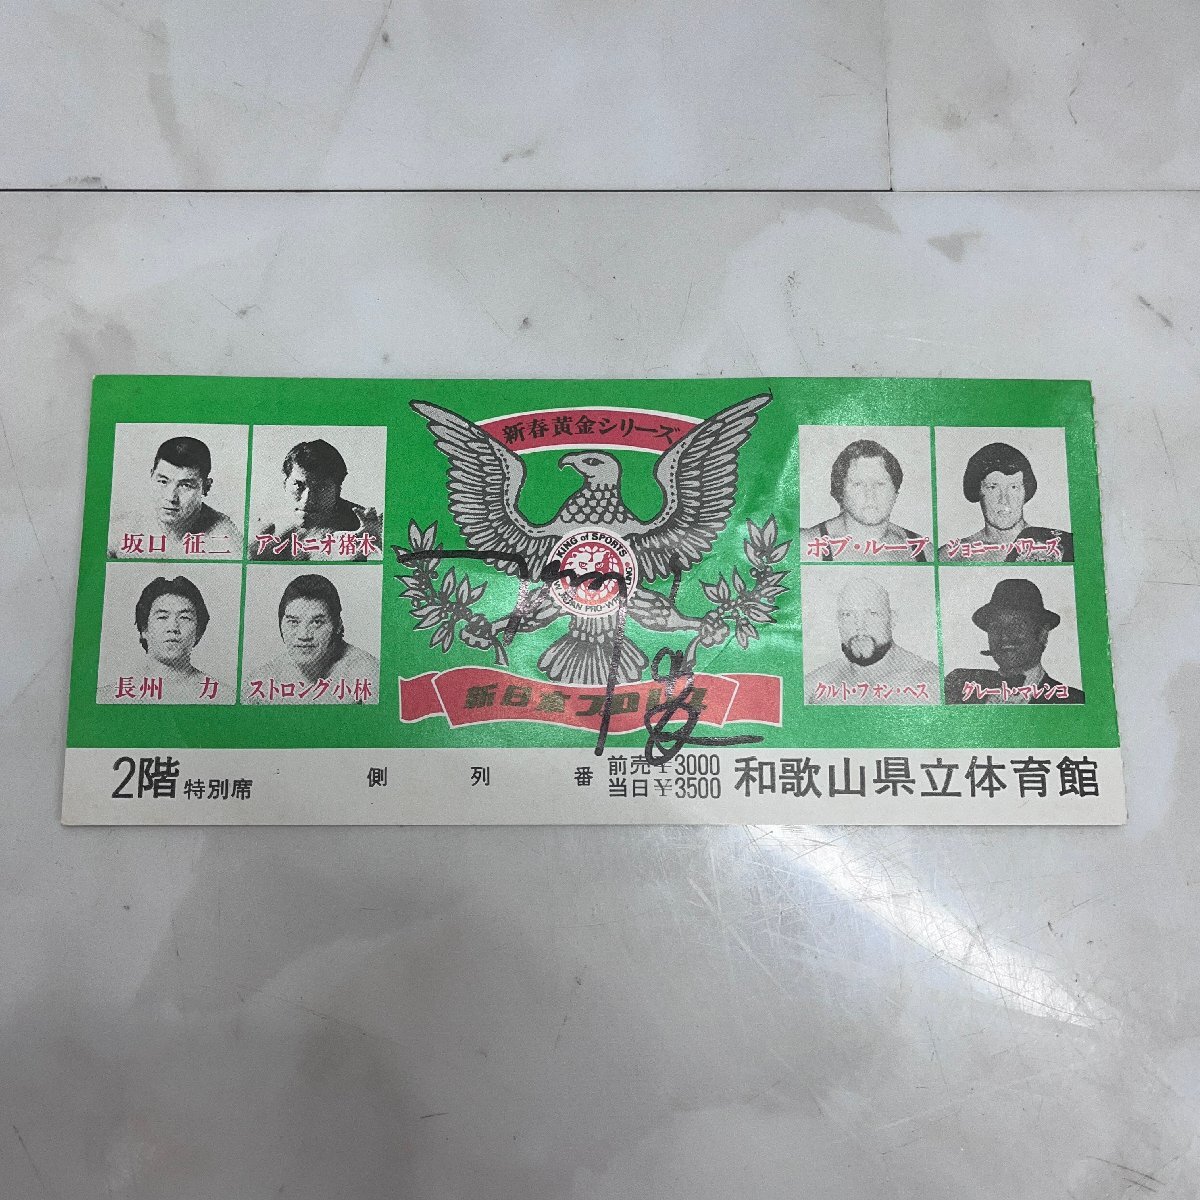 新春黄金シリーズ
坂口 征二
アントニオ猪木
長州 力
ストロング小林
KING of SPORTS
新日本プロレス
ボブ・ループ
ジョニー・パワーズ
クルト・フォン・ヘス
グレート・マレンコ
2階 特別席 側 列 番
前売¥3000
当日¥3500
和歌山県立体育館